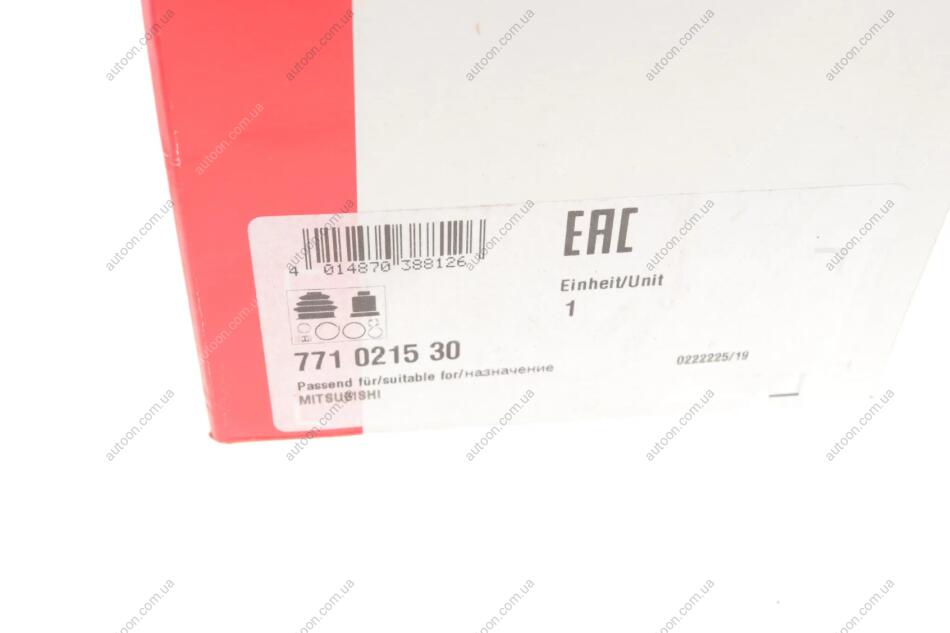 EAC
4 014870 388126
Einheit/Unit
1
771 0215 30
0222225/19
Passend für/suitable for/назначение
MITSUBISHI
autoon.com.ua